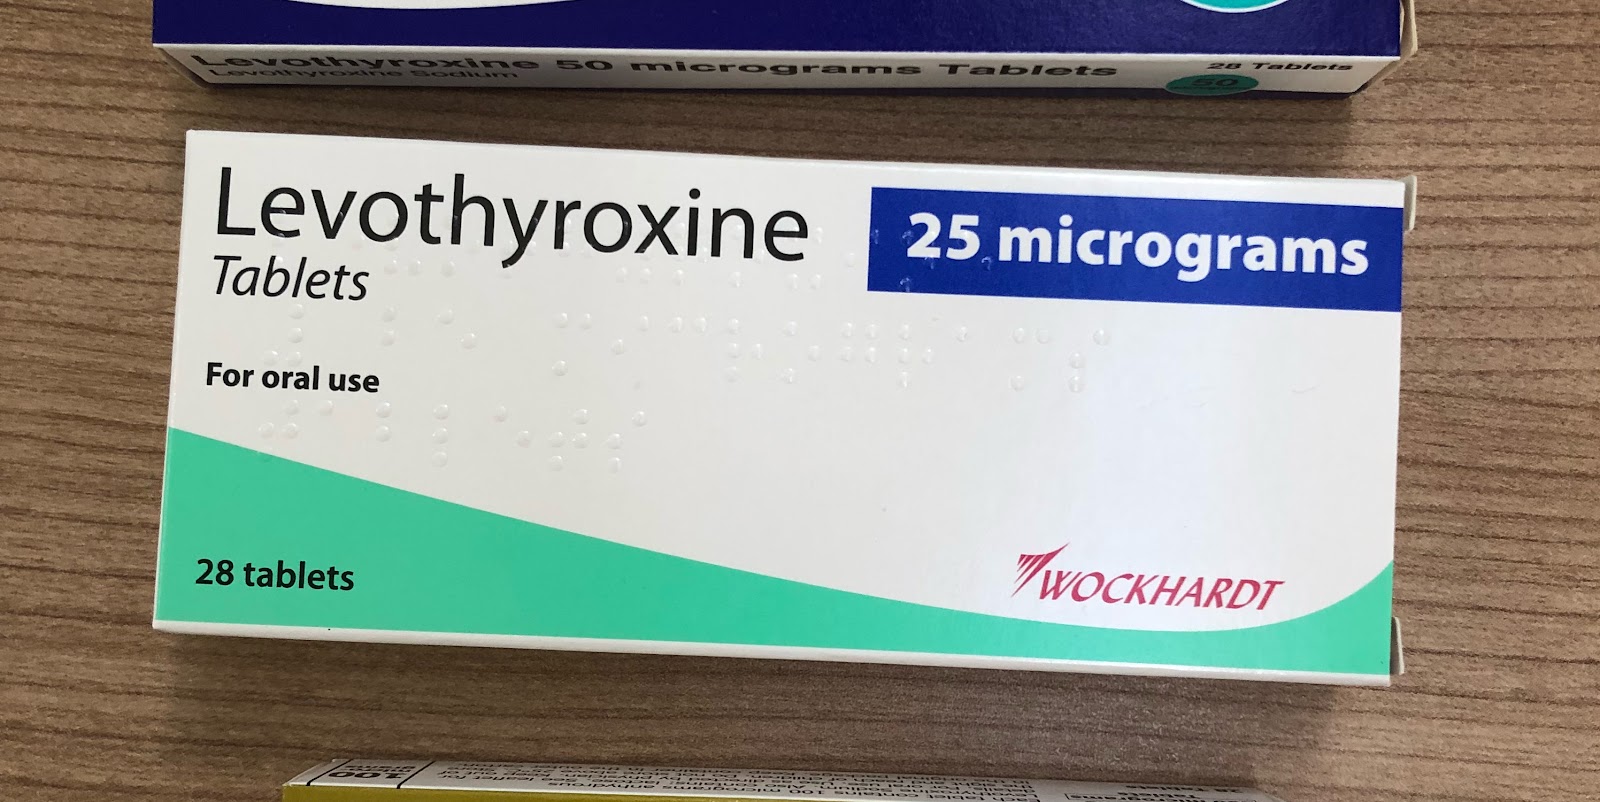 Levothyroxine 50 micrograms Tablets
28 Tablets
Levothyroxine Sodium
50
Levothyroxine
25 micrograms
Tablets
For oral use
28 tablets
WOCKHARDT
100